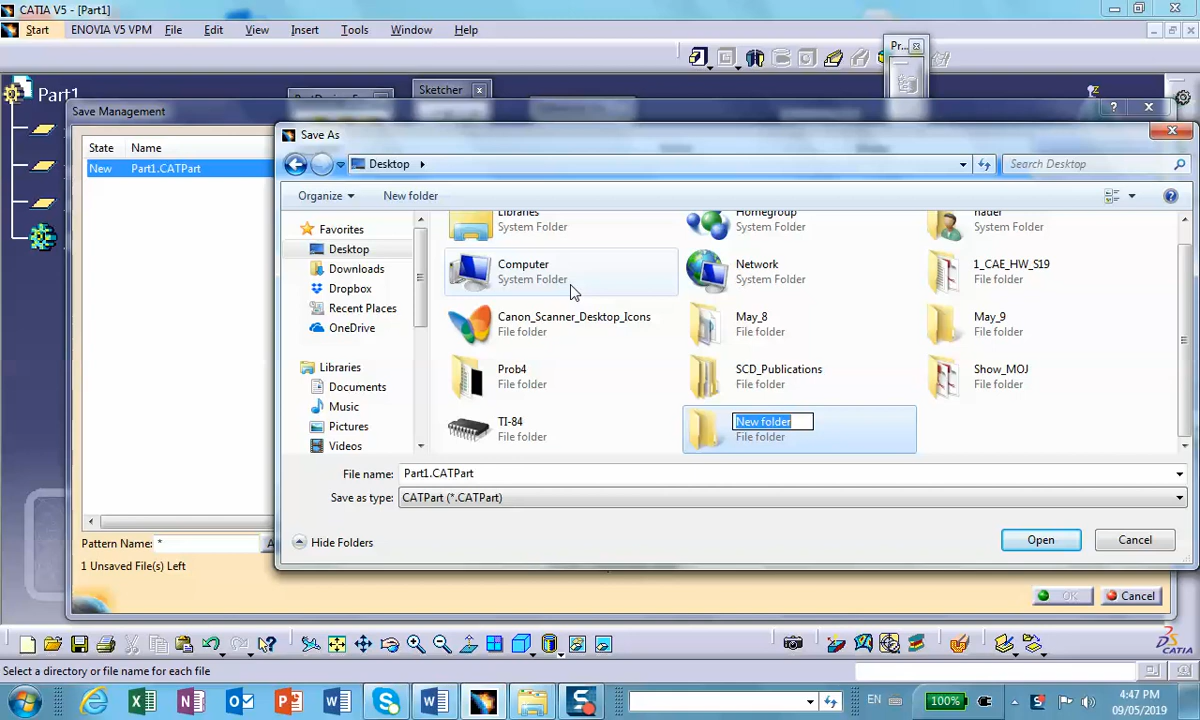 CATIA V5 - [Part1]
Start ENOVIA V5 VPM File Edit View Insert Tools Window Help
Pr...
Part1
Sketcher
Save Management
Save As
State Name
New Part1.CATPart
Desktop
Search Desktop
Organize New folder
Favorites
Desktop
Downloads
Dropbox
Recent Places
OneDrive
Libraries
Documents
Music
Pictures
Videos
Libraries
System Folder
Homegroup
System Folder
nader
System Folder
Computer
System Folder
Network
System Folder
1_CAE_HW_S19
File folder
Canon_Scanner_Desktop_Icons
File folder
May_8
File folder
May_9
File folder
Prob4
File folder
SCD_Publications
File folder
Show_MOJ
File folder
TI-84
File folder
New folder
File folder
File name: Part1.CATPart
Save as type: CATPart (*.CATPart)
Hide Folders
Open Cancel
Pattern Name: *
1 Unsaved File(s) Left
OK Cancel
Select a directory or file name for each file
CATIA
EN
100%
4:47 PM
09/05/2019